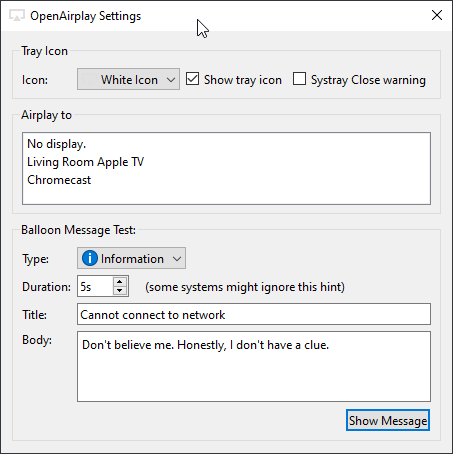 OpenAirplay Settings
Tray Icon
Icon: White Icon Show tray icon Systray Close warning
Airplay to
No display.
Living Room Apple TV
Chromecast
Balloon Message Test:
Type: Information
Duration: 5s (some systems might ignore this hint)
Title: Cannot connect to network
Body: Don't believe me. Honestly, I don't have a clue.
Show Message